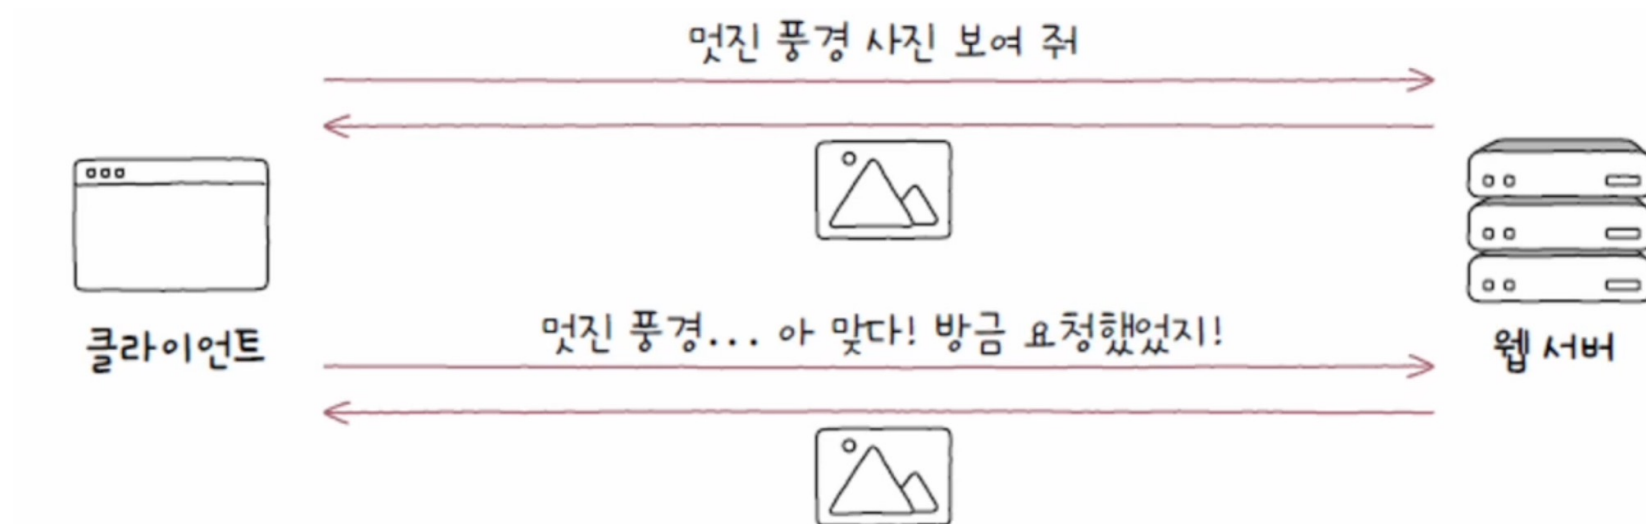 멋진 풍경 사진 보여 줘
클라이언트
멋진 풍경... 아 맞다! 방금 요청했었지!
웹 서버